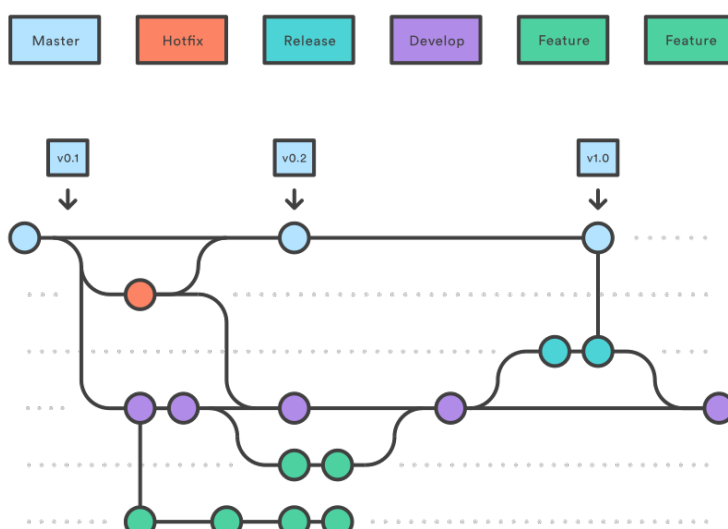 Master
Hotfix
Release
Develop
Feature
Feature
v0.1
v0.2
v1.0